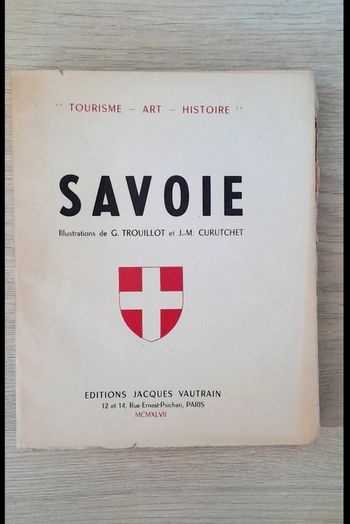 " TOURISME – ART – HISTOIRE "
SAVOIE
Illustrations de G. TROUILLOT et J.-M. CURUTCHET
EDITIONS JACQUES VAUTRAIN
12 et 14, Rue Ernest-Psichari, PARIS
MCMXLVII